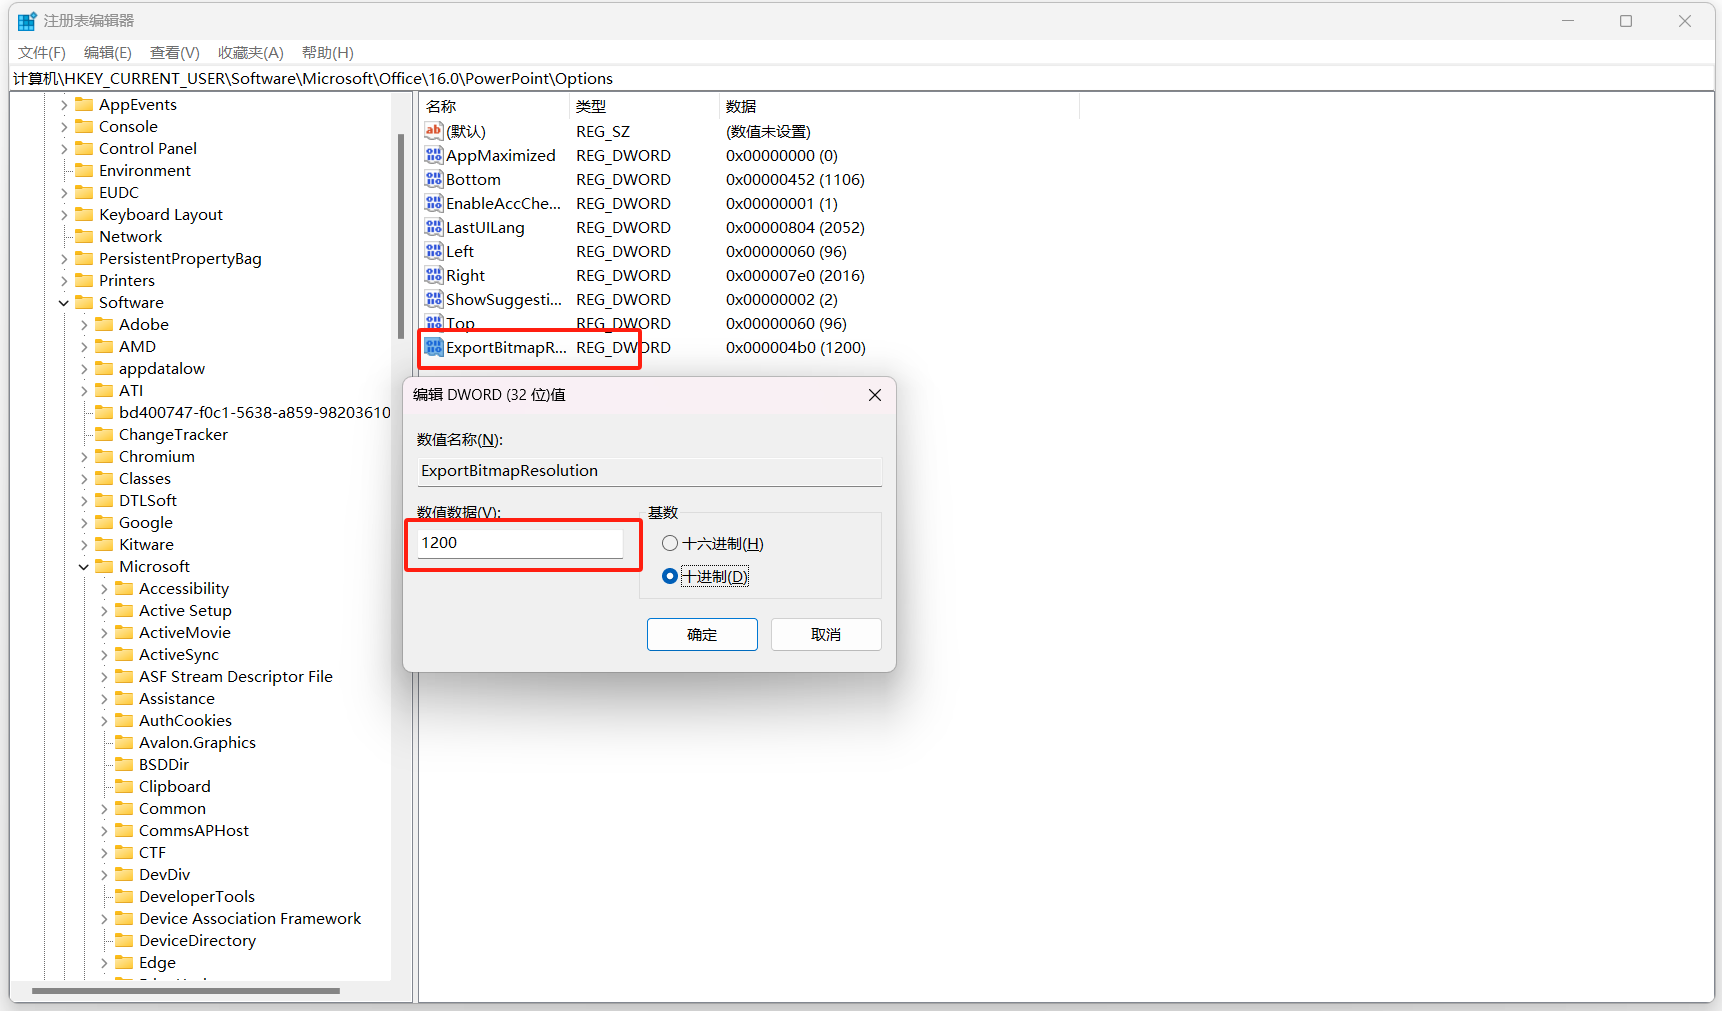 注册表编辑器
文件(F) 编辑(E) 查看(V) 收藏夹(A) 帮助(H)
计算机\HKEY_CURRENT_USER\Software\Microsoft\Office\16.0\PowerPoint\Options
AppEvents
Console
Control Panel
Environment
EUDC
Keyboard Layout
Network
PersistentPropertyBag
Printers
Software
Adobe
AMD
appdatalow
ATI
bd400747-f0c1-5638-a859-98203610
ChangeTracker
Chromium
Classes
DTLSoft
Google
Kitware
Microsoft
Accessibility
Active Setup
ActiveMovie
ActiveSync
ASF Stream Descriptor File
Assistance
AuthCookies
Avalon.Graphics
BSDDir
Clipboard
Common
CommsAPHost
CTF
DevDiv
DeveloperTools
Device Association Framework
DeviceDirectory
Edge
名称 类型 数据
(默认) REG_SZ (数值未设置)
AppMaximized REG_DWORD 0x00000000 (0)
Bottom REG_DWORD 0x00000452 (1106)
EnableAccChe... REG_DWORD 0x00000001 (1)
LastUILang REG_DWORD 0x00000804 (2052)
Left REG_DWORD 0x00000060 (96)
Right REG_DWORD 0x000007e0 (2016)
ShowSuggesti... REG_DWORD 0x00000002 (2)
Top REG_DWORD 0x00000060 (96)
ExportBitmapR... REG_DWORD 0x000004b0 (1200)
编辑 DWORD (32 位)值
数值名称(N):
ExportBitmapResolution
数值数据(V):
1200
基数
十六进制(H)
十进制(D)
确定 取消